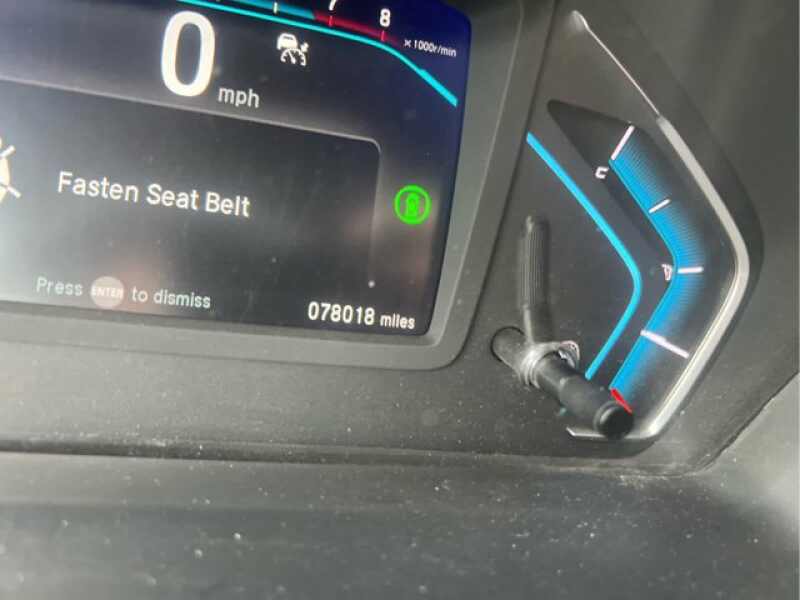 7
8
x 1000r/min
0
mph
C
Fasten Seat Belt
Press ENTER to dismiss
078018 miles